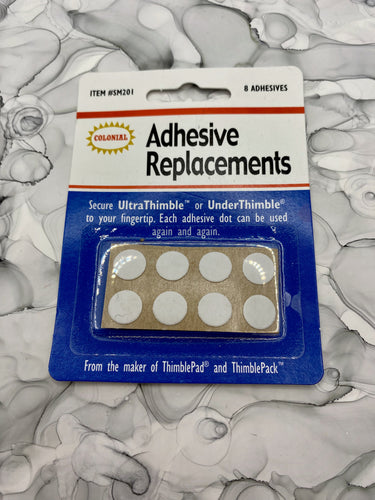 ITEM #SM201
8 ADHESIVES
COLONIAL
Adhesive
Replacements
Secure UltraThimble™ or UnderThimble®
to your fingertip. Each adhesive dot can be used
again and again.
From the maker of ThimblePad® and ThimblePack™